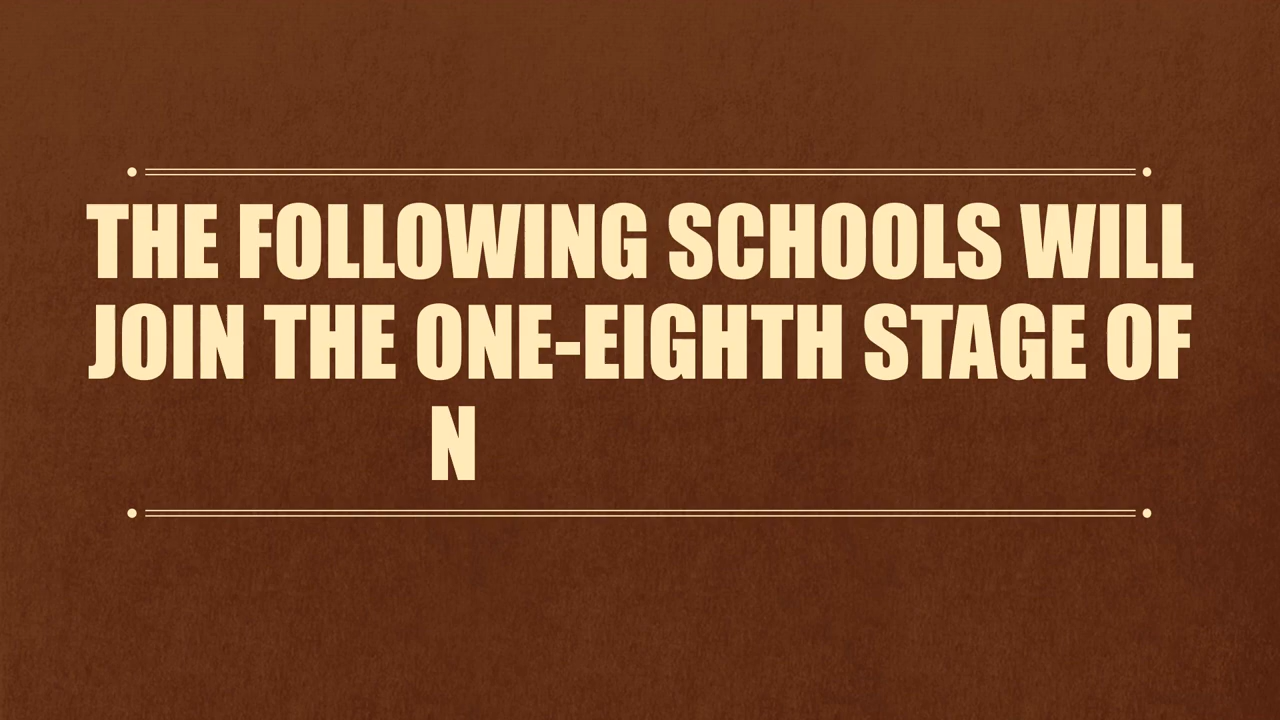 THE FOLLOWING SCHOOLS WILL
JOIN THE ONE-EIGHTH STAGE OF
N